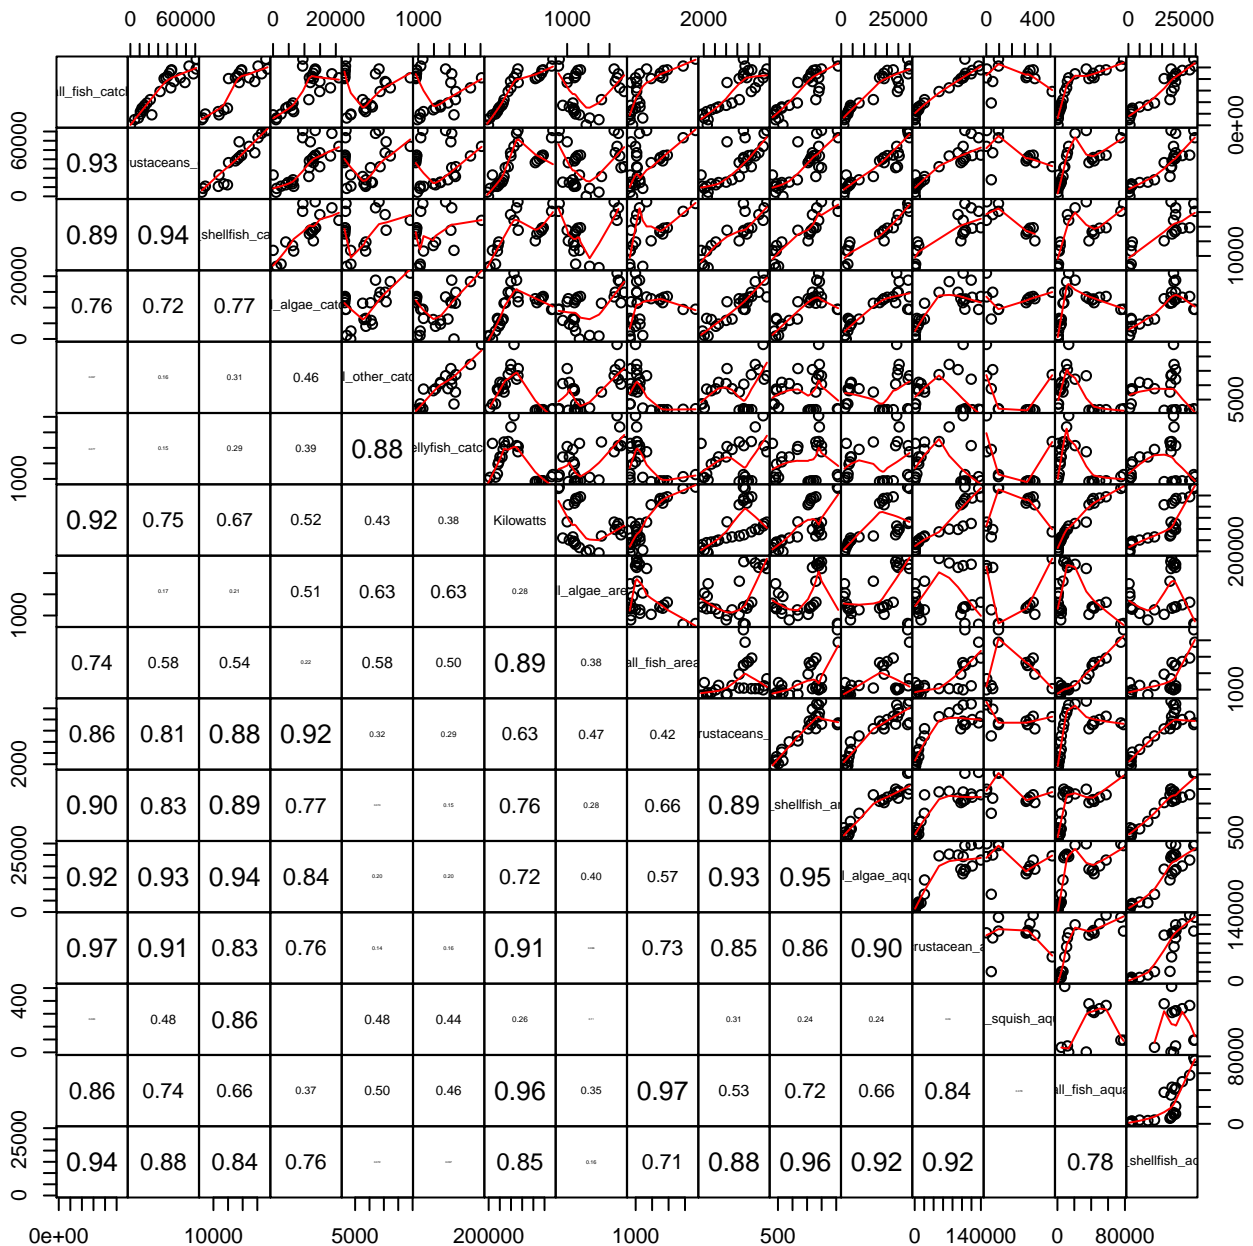 0 60000 0 20000 1000 1000 2000 0 25000 0 400 0 25000
ll_fish_catcl 0e+00
60000 0 0.93 rustaceans_
0.89 0.94 _shellfish_ca 10000
20000 0 0.76 0.72 0.77 l_algae_cato
0.16 0.31 0.46 l_other_cato 5000
1000 0.15 0.29 0.39 0.88 ellyfish_catc
0.92 0.75 0.67 0.52 0.43 0.38 Kilowatts 200000
1000 0.17 0.21 0.51 0.63 0.63 0.28 l_algae_are
0.74 0.58 0.54 0.22 0.58 0.50 0.89 0.38 all_fish_area 1000
2000 0.86 0.81 0.88 0.92 0.32 0.29 0.63 0.47 0.42 rustaceans_
0.90 0.83 0.89 0.77 0.15 0.76 0.28 0.66 0.89 _shellfish_ar 500
25000 0 0.92 0.93 0.94 0.84 0.20 0.20 0.72 0.40 0.57 0.93 0.95 l_algae_aqu
0.97 0.91 0.83 0.76 0.14 0.16 0.91 0.73 0.85 0.86 0.90 rustacean_a 140000 0
400 0 0.48 0.86 0.48 0.44 0.26 0.31 0.24 0.24 _squish_aqu
0.86 0.74 0.66 0.37 0.50 0.46 0.96 0.35 0.97 0.53 0.72 0.66 0.84 all_fish_aqua 80000 0
25000 0 0.94 0.88 0.84 0.76 0.85 0.16 0.71 0.88 0.96 0.92 0.92 0.78 _shellfish_ac
0e+00 10000 5000 200000 1000 500 0 140000 0 80000